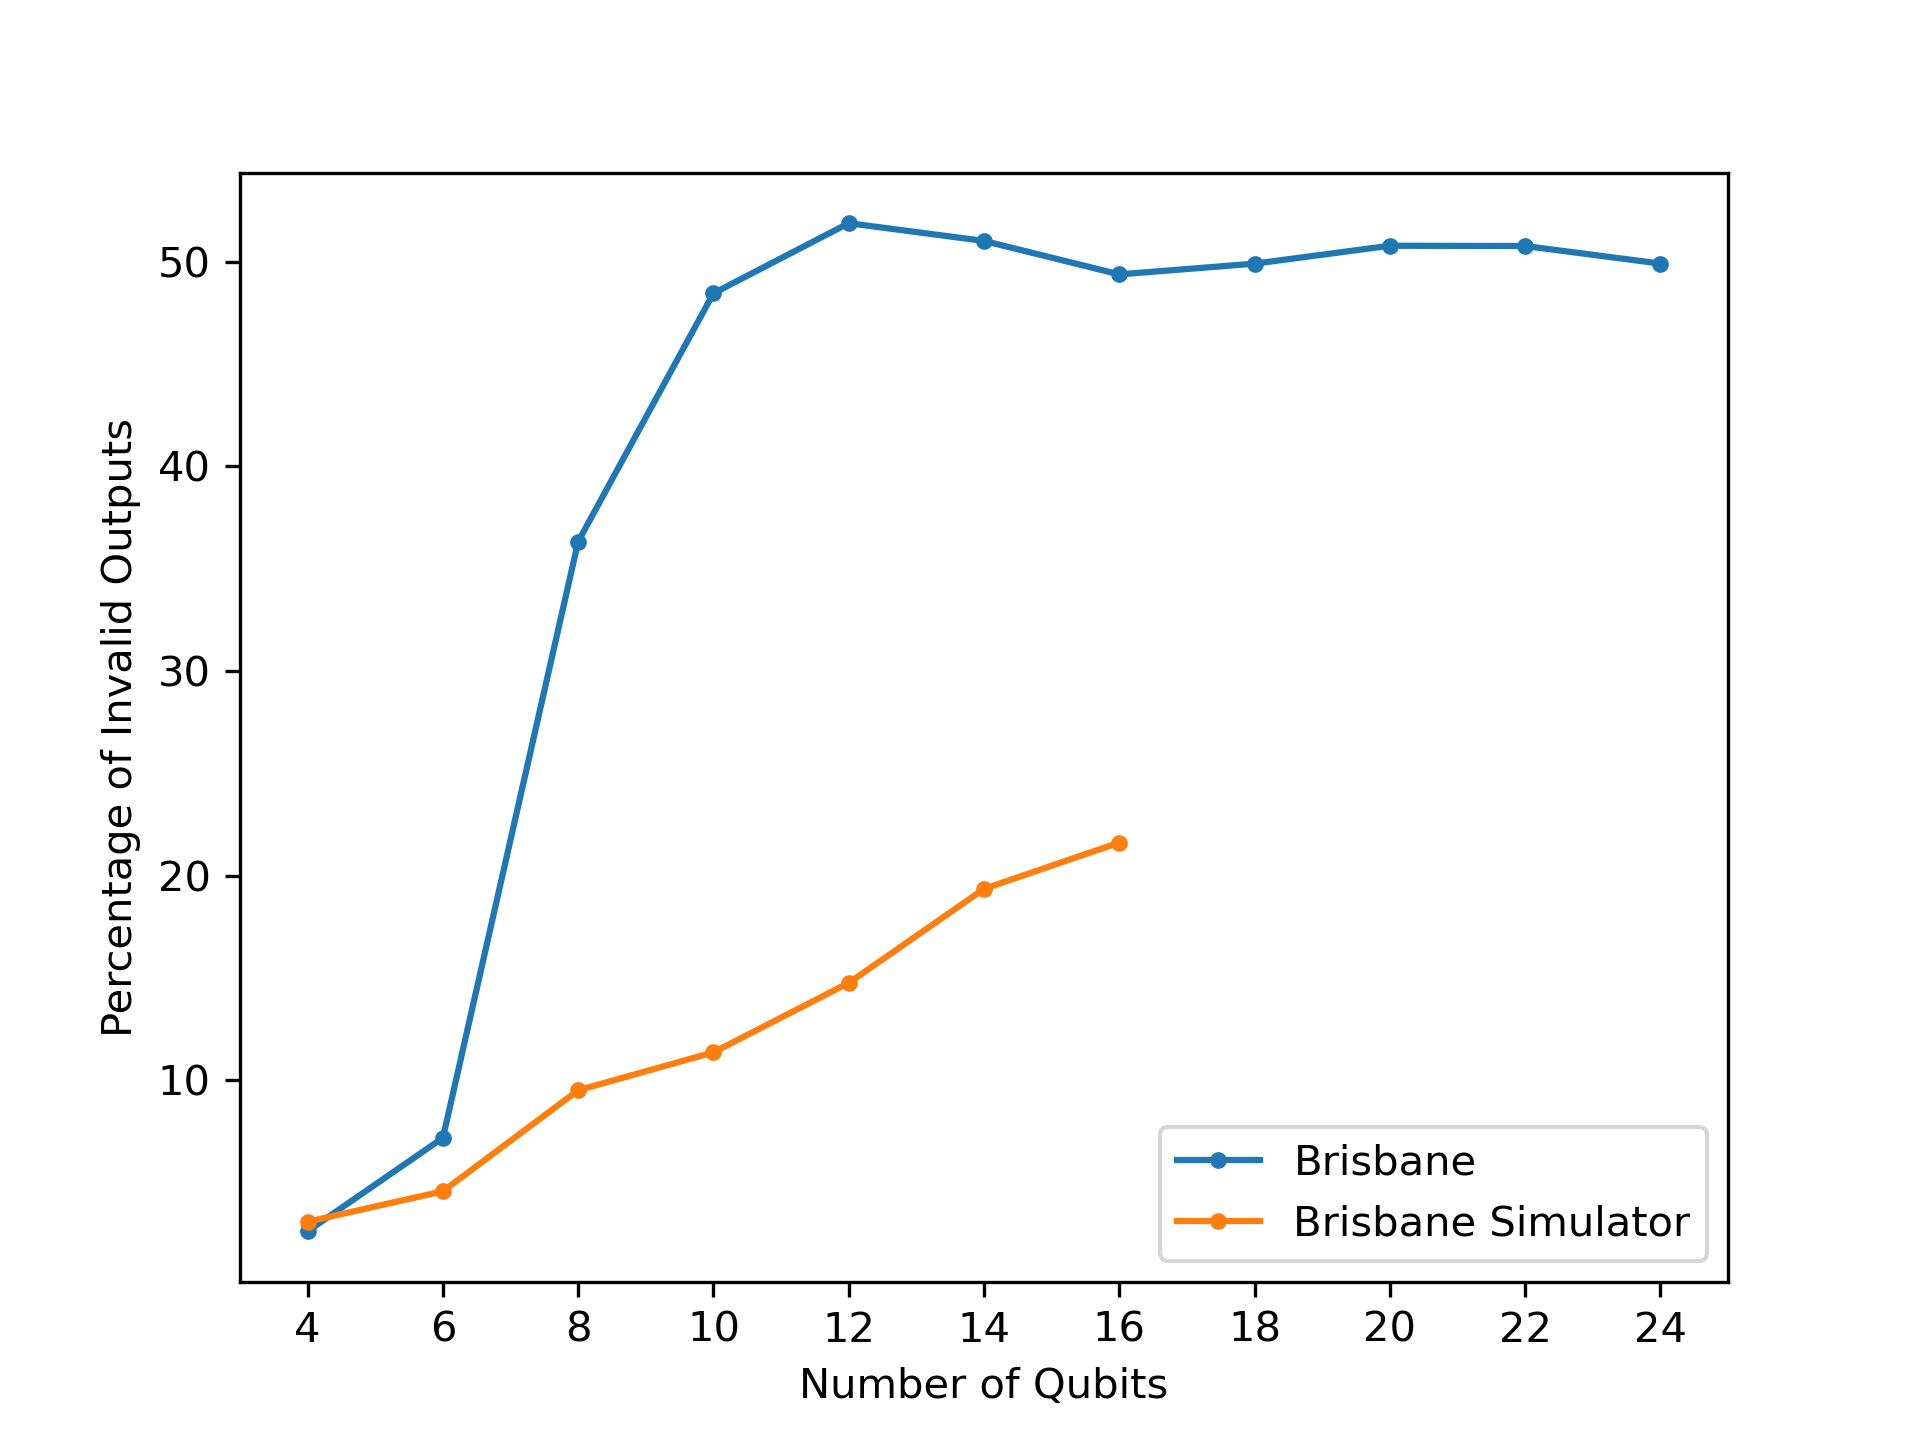 Percentage of Invalid Outputs
50
40
30
20
10
Brisbane
Brisbane Simulator
4 6 8 10 12 14 16 18 20 22 24
Number of Qubits